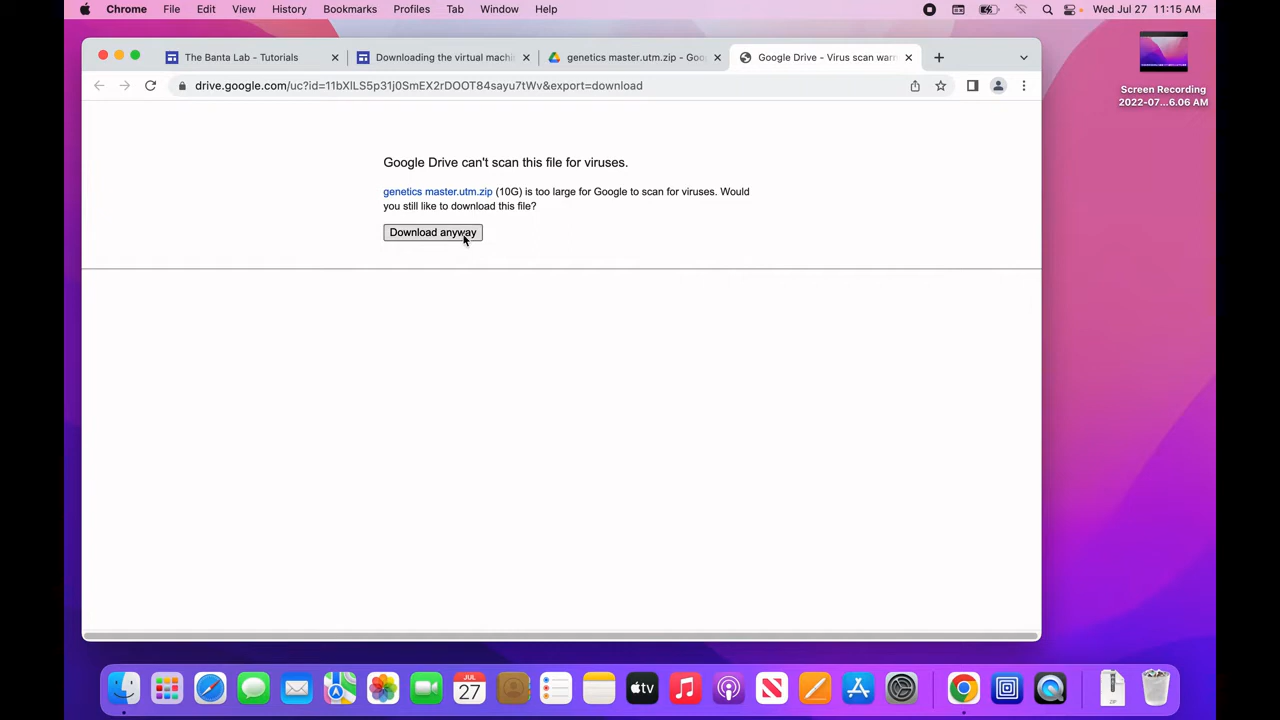 Chrome File Edit View History Bookmarks Profiles Tab Window Help Wed Jul 27 11:15 AM
The Banta Lab - Tutorials Downloading the virtual machi genetics master.utm.zip - Goo Google Drive - Virus scan warn
drive.google.com/uc?id=11bXILS5p31j0SmEX2rDOOT84sayu7tWv&export=download
Screen Recording
2022-07...6.06 AM
Google Drive can't scan this file for viruses.
genetics master.utm.zip (10G) is too large for Google to scan for viruses. Would
you still like to download this file?
Download anyway
JUL
27
tv
ZIP